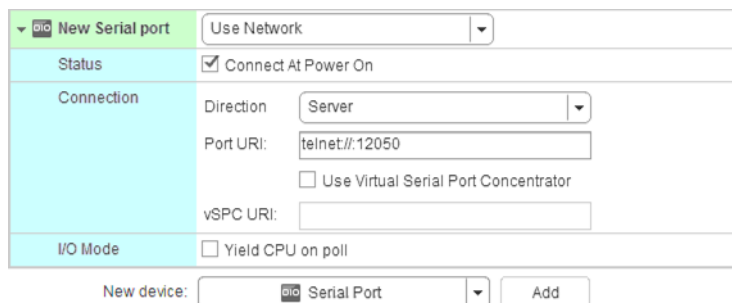 New Serial port Use Network
Status Connect At Power On
Connection Direction Server
Port URI: telnet://:12050
Use Virtual Serial Port Concentrator
vSPC URI:
I/O Mode Yield CPU on poll
New device: Serial Port Add